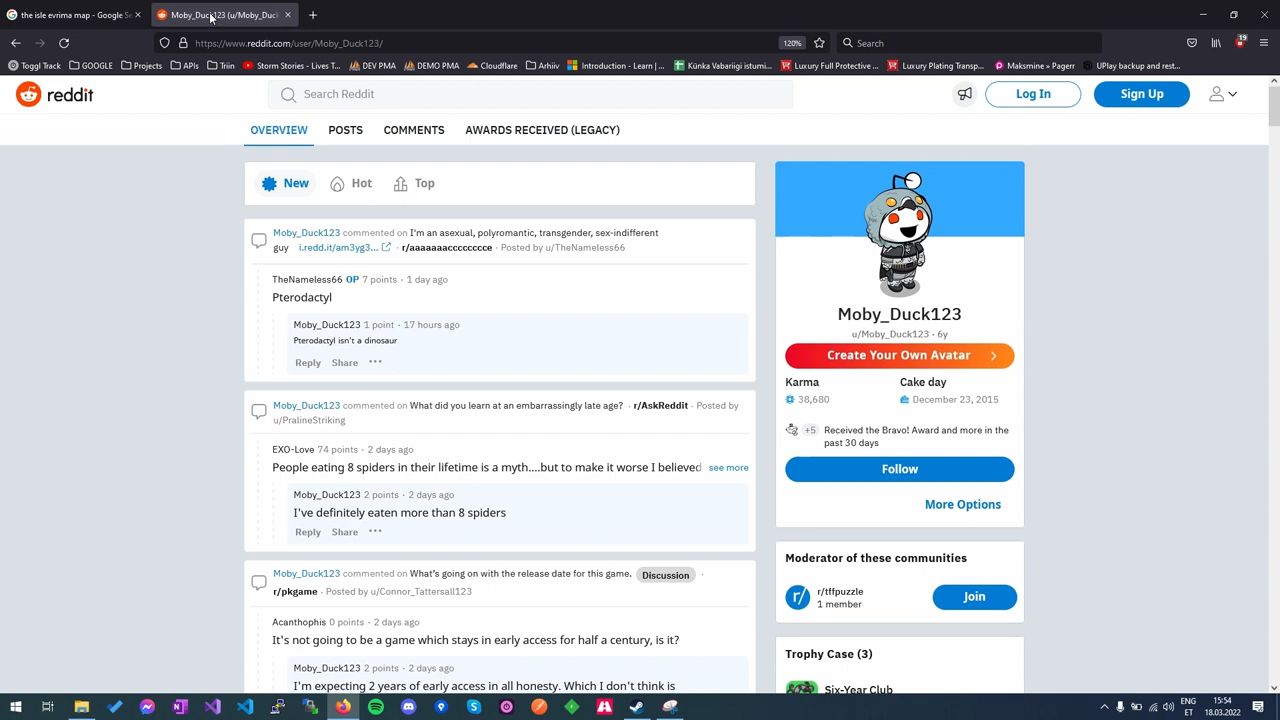 the isle evrima map - Google Se
Moby_Duck123 (u/Moby_Duc
https://www.reddit.com/user/Moby_Duck123/
120%
Search
19
Toggl Track
GOOGLE
Projects
APIs
Triin
Storm Stories - Lives T...
DEV PMA
DEMO PMA
Cloudflare
Arhiiv
Introduction - Learn | ...
Künka Varabiigativistumi...
Luxury Full Protective ...
Luxury Plating Transp...
Maksmine » Pagerr
UPlay backup and rest...
reddit
Search Reddit
Log In
Sign Up
OVERVIEW
POSTS
COMMENTS
AWARDS RECEIVED (LEGACY)
New
Hot
Top
Moby_Duck123 commented on I'm an asexual, polyromantic, transgender, sex-indifferent
guy i.redd.it/am3yg3... · r/aaaaaaacccccccce · Posted by u/TheNameless66
TheNameless66 OP 7 points · 1 day ago
Pterodactyl
Moby_Duck123 1 point · 17 hours ago
Pterodactyl isn't a dinosaur
Reply Share ...
Moby_Duck123 commented on What did you learn at an embarrassingly late age? · r/AskReddit · Posted by
u/PralineStriking
EXO-Love 74 points · 2 days ago
People eating 8 spiders in their lifetime is a myth....but to make it worse I believed see more
Moby_Duck123 2 points · 2 days ago
I've definitely eaten more than 8 spiders
Reply Share ...
Moby_Duck123 commented on What's going on with the release date for this game. Discussion ·
r/pkgame · Posted by u/Connor_Tattersall123
Acanthophis 0 points · 2 days ago
It's not going to be a game which stays in early access for half a century, is it?
Moby_Duck123 2 points · 2 days ago
I'm expecting 2 years of early access in all honesty. Which I don't think is
Moby_Duck123
u/Moby_Duck123 · 6y
Create Your Own Avatar
Karma
38,680
Cake day
December 23, 2015
+5 Received the Bravo! Award and more in the
past 30 days
Follow
More Options
Moderator of these communities
r/ r/tffpuzzle
1 member
Join
Trophy Case (3)
Six-Year Club
ENG
ET
15:54
18.03.2022